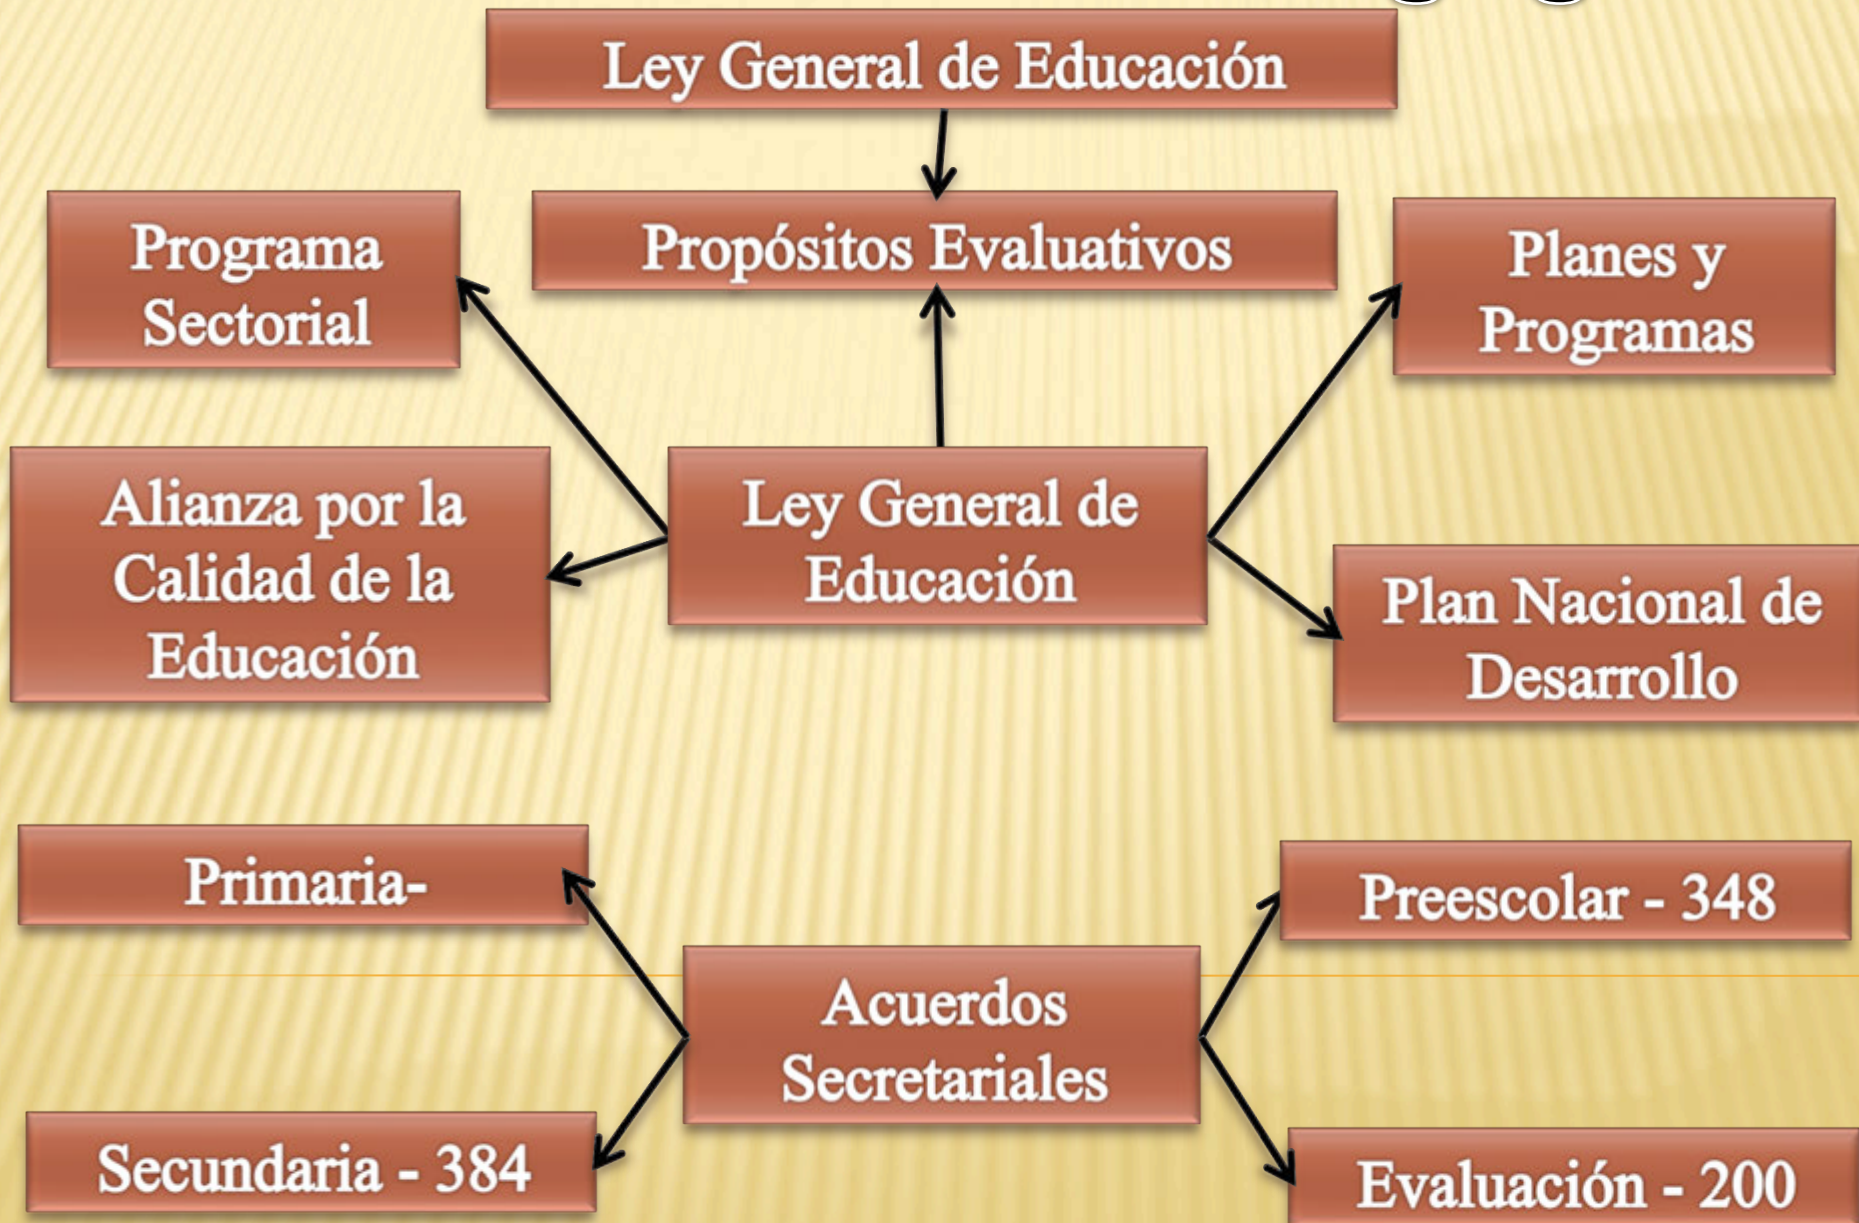 Ley General de Educación
Programa
Sectorial
Propósitos Evaluativos
Planes y
Programas
Alianza por la
Calidad de la
Educación
Ley General de
Educación
Plan Nacional de
Desarrollo
Primaria-
Preescolar - 348
Acuerdos
Secretariales
Secundaria - 384
Evaluación - 200